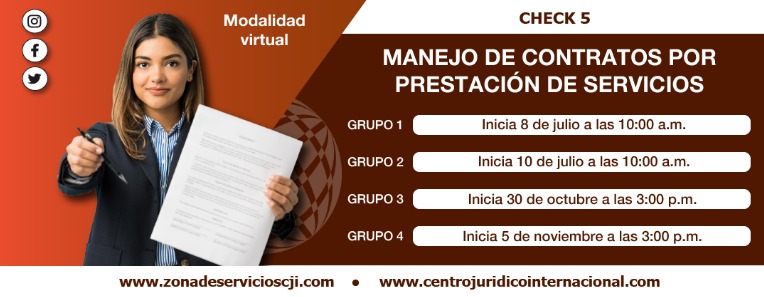 Modalidad
virtual
CHECK 5
MANEJO DE CONTRATOS POR
PRESTACIÓN DE SERVICIOS
GRUPO 1 Inicia 8 de julio a las 10:00 a.m.
GRUPO 2 Inicia 10 de julio a las 10:00 a.m.
GRUPO 3 Inicia 30 de octubre a las 3:00 p.m.
GRUPO 4 Inicia 5 de noviembre a las 3:00 p.m.
www.zonadeservicioscji.com • www.centrojuridicointernacional.com